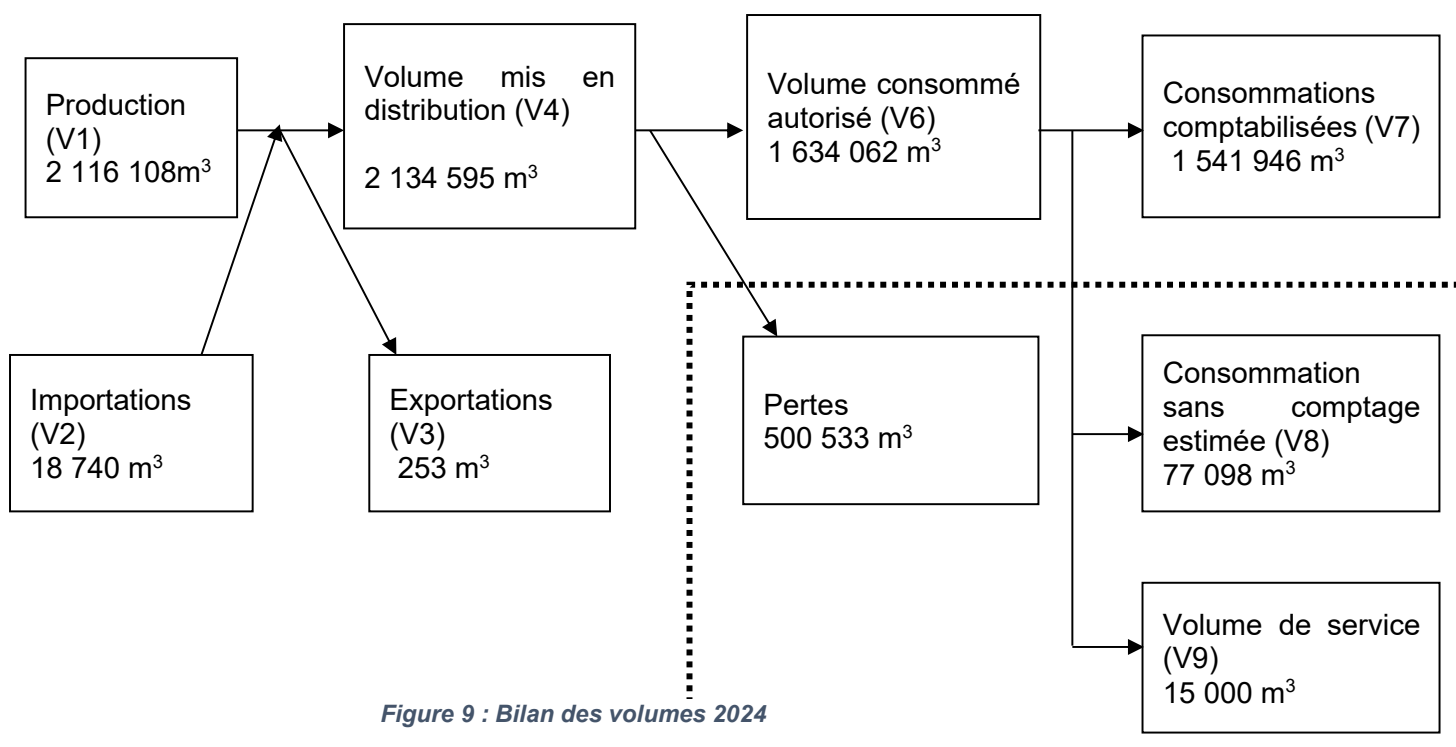 Production
(V1)
2 116 108m³
Volume mis en
distribution (V4)
2 134 595 m³
Volume consommé
autorisé (V6)
1 634 062 m³
Consommations
comptabilisées (V7)
1 541 946 m³
Importations
(V2)
18 740 m³
Exportations
(V3)
253 m³
Pertes
500 533 m³
Consommation
sans comptage
estimée (V8)
77 098 m³
Volume de service
(V9)
15 000 m³
Figure 9 : Bilan des volumes 2024